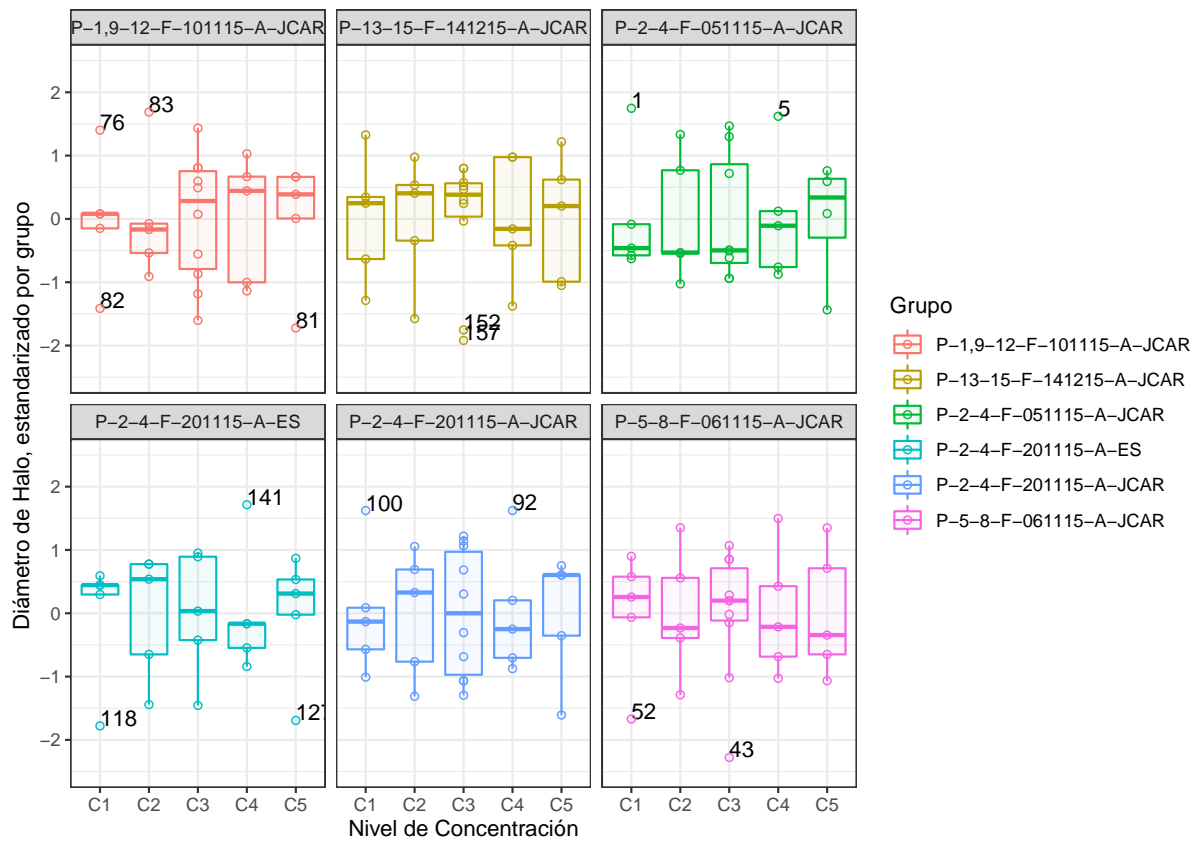 P−1,9−12−F−101115−A−JCAR
P−13−15−F−141215−A−JCAR
P−2−4−F−051115−A−JCAR
2
1
0
−1
−2
76
83
82
81
152
157
1
5
P−2−4−F−201115−A−ES
P−2−4−F−201115−A−JCAR
P−5−8−F−061115−A−JCAR
2
1
0
−1
−2
141
118
127
100
92
52
43
C1 C2 C3 C4 C5
C1 C2 C3 C4 C5
C1 C2 C3 C4 C5
Nivel de Concentración
Diámetro de Halo, estandarizado por grupo
Grupo
P−1,9−12−F−101115−A−JCAR
P−13−15−F−141215−A−JCAR
P−2−4−F−051115−A−JCAR
P−2−4−F−201115−A−ES
P−2−4−F−201115−A−JCAR
P−5−8−F−061115−A−JCAR